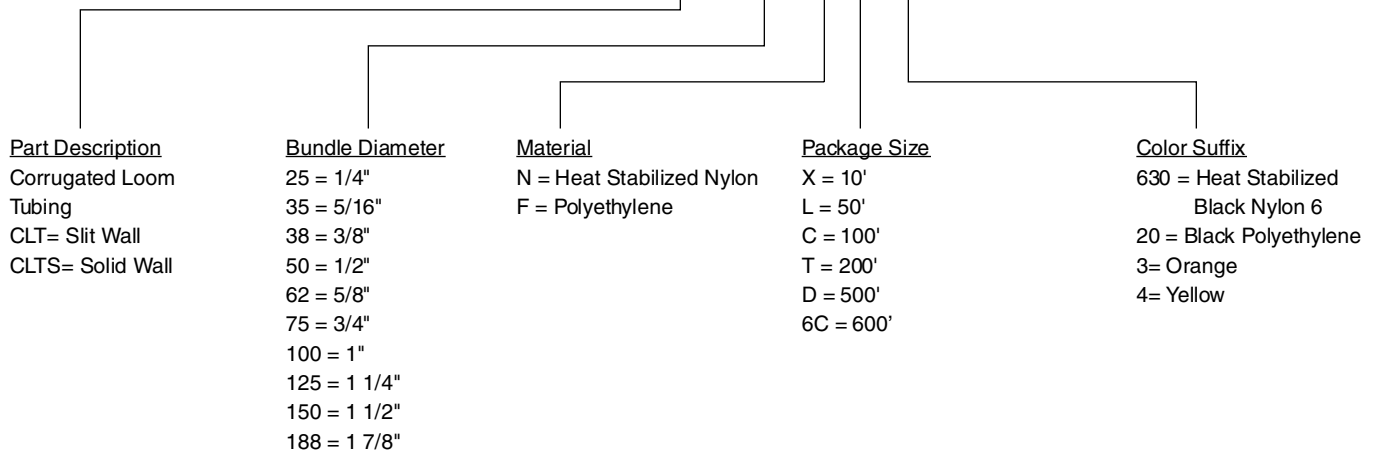 Part Description
Corrugated Loom
Tubing
CLT= Slit Wall
CLTS= Solid Wall
Bundle Diameter
25 = 1/4"
35 = 5/16"
38 = 3/8"
50 = 1/2"
62 = 5/8"
75 = 3/4"
100 = 1"
125 = 1 1/4"
150 = 1 1/2"
188 = 1 7/8"
Material
N = Heat Stabilized Nylon
F = Polyethylene
Package Size
X = 10'
L = 50'
C = 100'
T = 200'
D = 500'
6C = 600’
Color Suffix
630 = Heat Stabilized
Black Nylon 6
20 = Black Polyethylene
3= Orange
4= Yellow